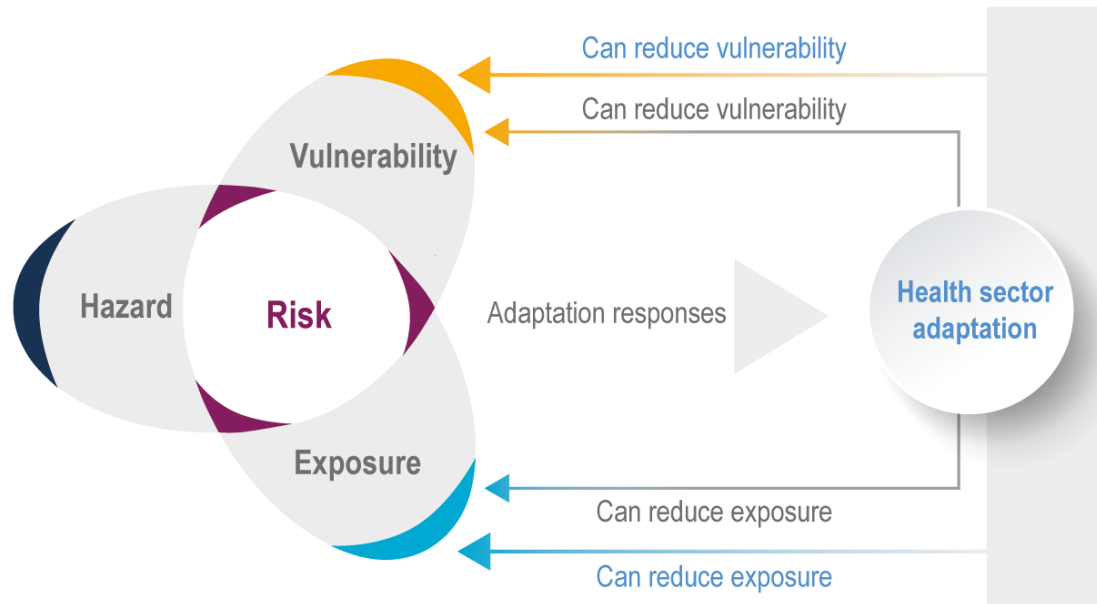 Can reduce vulnerability
Can reduce vulnerability
Vulnerability
Hazard
Risk
Adaptation responses
Health sector
adaptation
Exposure
Can reduce exposure
Can reduce exposure